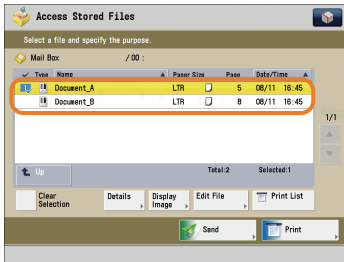 Access Stored Files
Select a file and specify the purpose.
Mail Box /00 :
Type Name Paper Size Page Date/Time
1 Document_A LTR 5 08/11 16:45
Document_B LTR 8 08/11 16:45
1/1
Up Total:2 Selected:1
Clear Selection Details Display Image Edit File Print List
Send Print